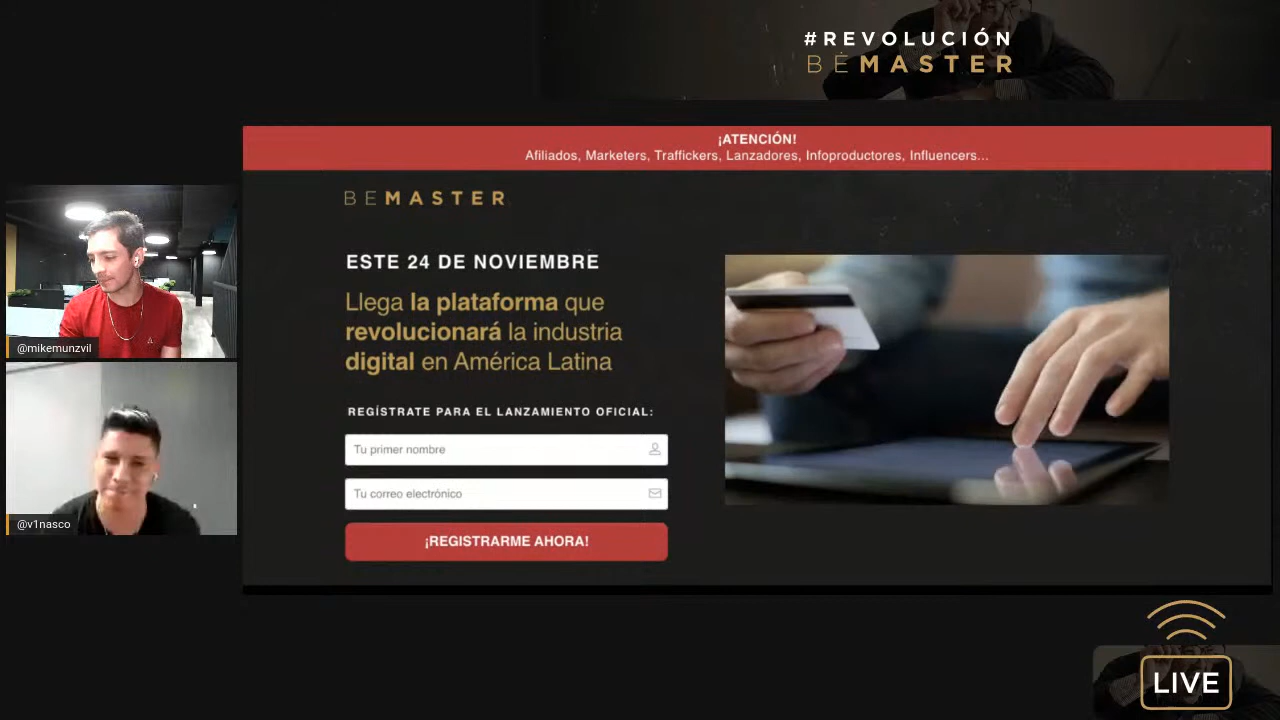 #REVOLUCIÓN
BEMASTER
¡ATENCIÓN!
Afiliados, Marketers, Traffickers, Lanzadores, Infoproductores, Influencers...
BEMASTER
ESTE 24 DE NOVIEMBRE
Llega la plataforma que
revolucionará la industria
digital en América Latina
REGÍSTRATE PARA EL LANZAMIENTO OFICIAL:
Tu primer nombre
Tu correo electrónico
¡REGISTRARME AHORA!
@mikemunzvil
@v1nasco
LIVE